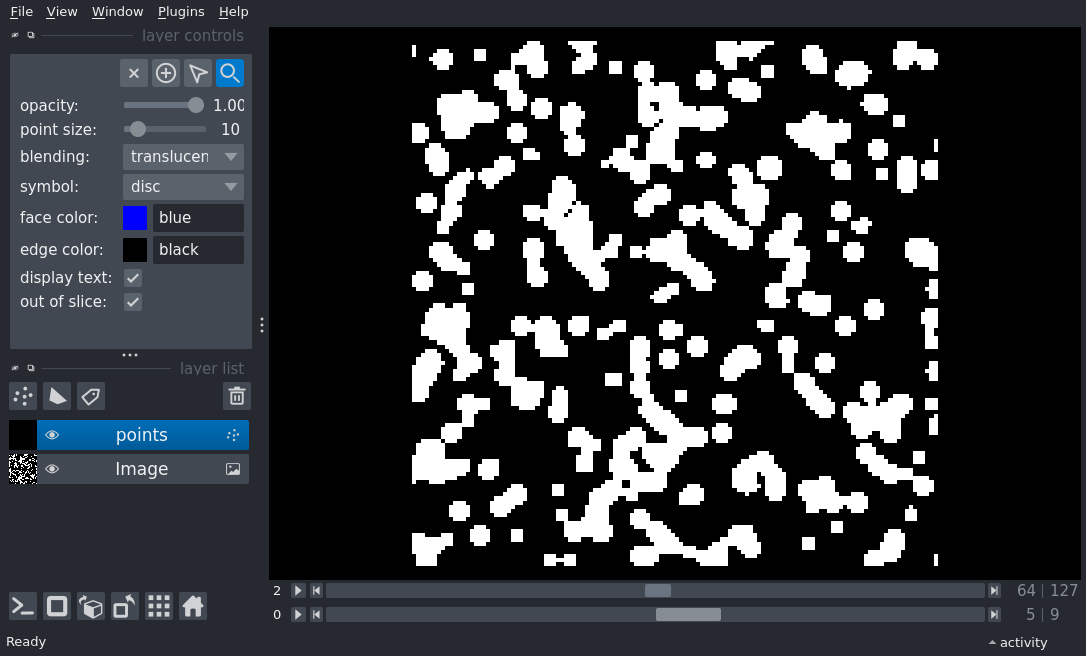 File View Window Plugins Help
layer controls
opacity: 1.00
point size: 10
blending: translucen
symbol: disc
face color: blue
edge color: black
display text:
out of slice:
layer list
points
Image
2 64 | 127
0 5 | 9
Ready activity